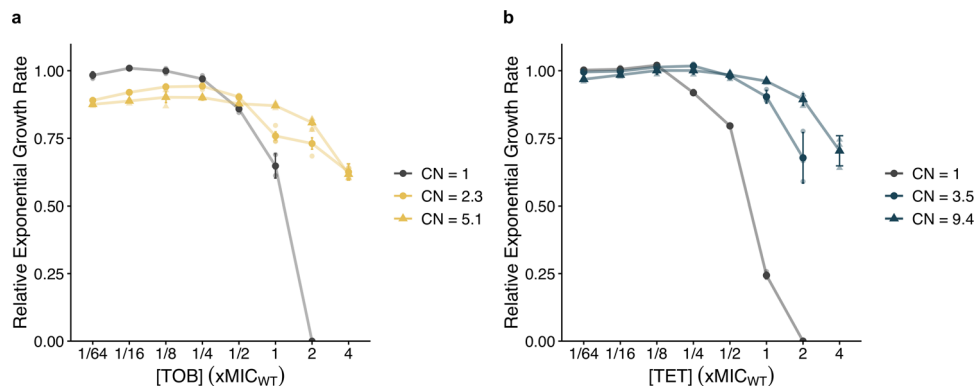 a
Relative Exponential Growth Rate
1.00
0.75
0.50
0.25
0.00
1/64 1/16 1/8 1/4 1/2 1 2 4
[TOB] (xMIC_WT)
CN = 1
CN = 2.3
CN = 5.1
b
Relative Exponential Growth Rate
1.00
0.75
0.50
0.25
0.00
1/64 1/16 1/8 1/4 1/2 1 2 4
[TET] (xMIC_WT)
CN = 1
CN = 3.5
CN = 9.4